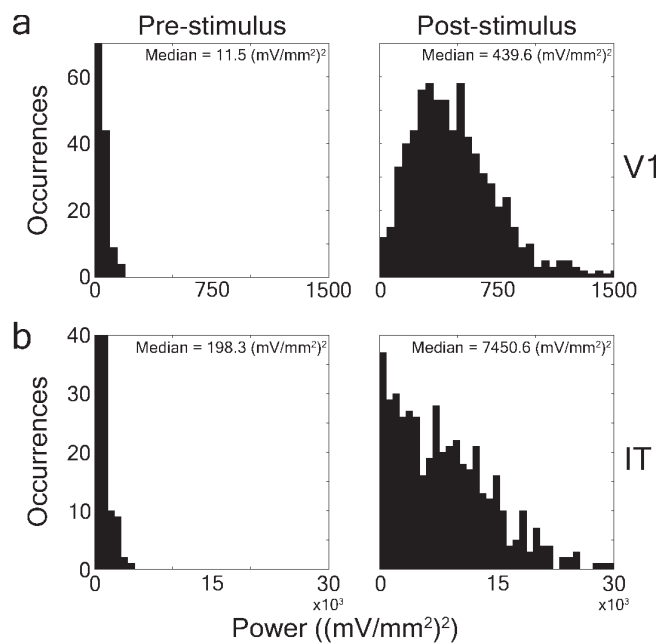 a Pre-stimulus Post-stimulus
Median = 11.5 (mV/mm²)² Median = 439.6 (mV/mm²)²
60
40
20
0
Occurrences
V1
0 750 1500 0 750 1500
b
Median = 198.3 (mV/mm²)² Median = 7450.6 (mV/mm²)²
40
30
20
10
0
Occurrences
IT
0 15 30 0 15 30
x10³ x10³
Power ((mV/mm²)²)